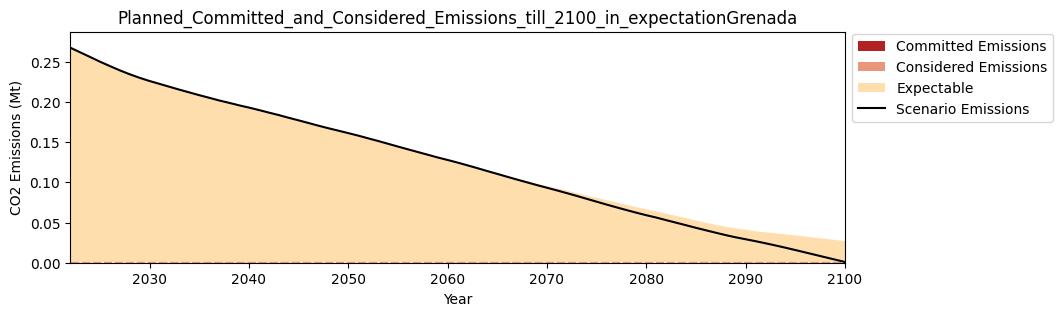 Planned_Committed_and_Considered_Emissions_till_2100_in_expectationGrenada
Committed Emissions
Considered Emissions
Expectable
Scenario Emissions
CO2 Emissions (Mt)
0.25
0.20
0.15
0.10
0.05
0.00
2030 2040 2050 2060 2070 2080 2090 2100
Year